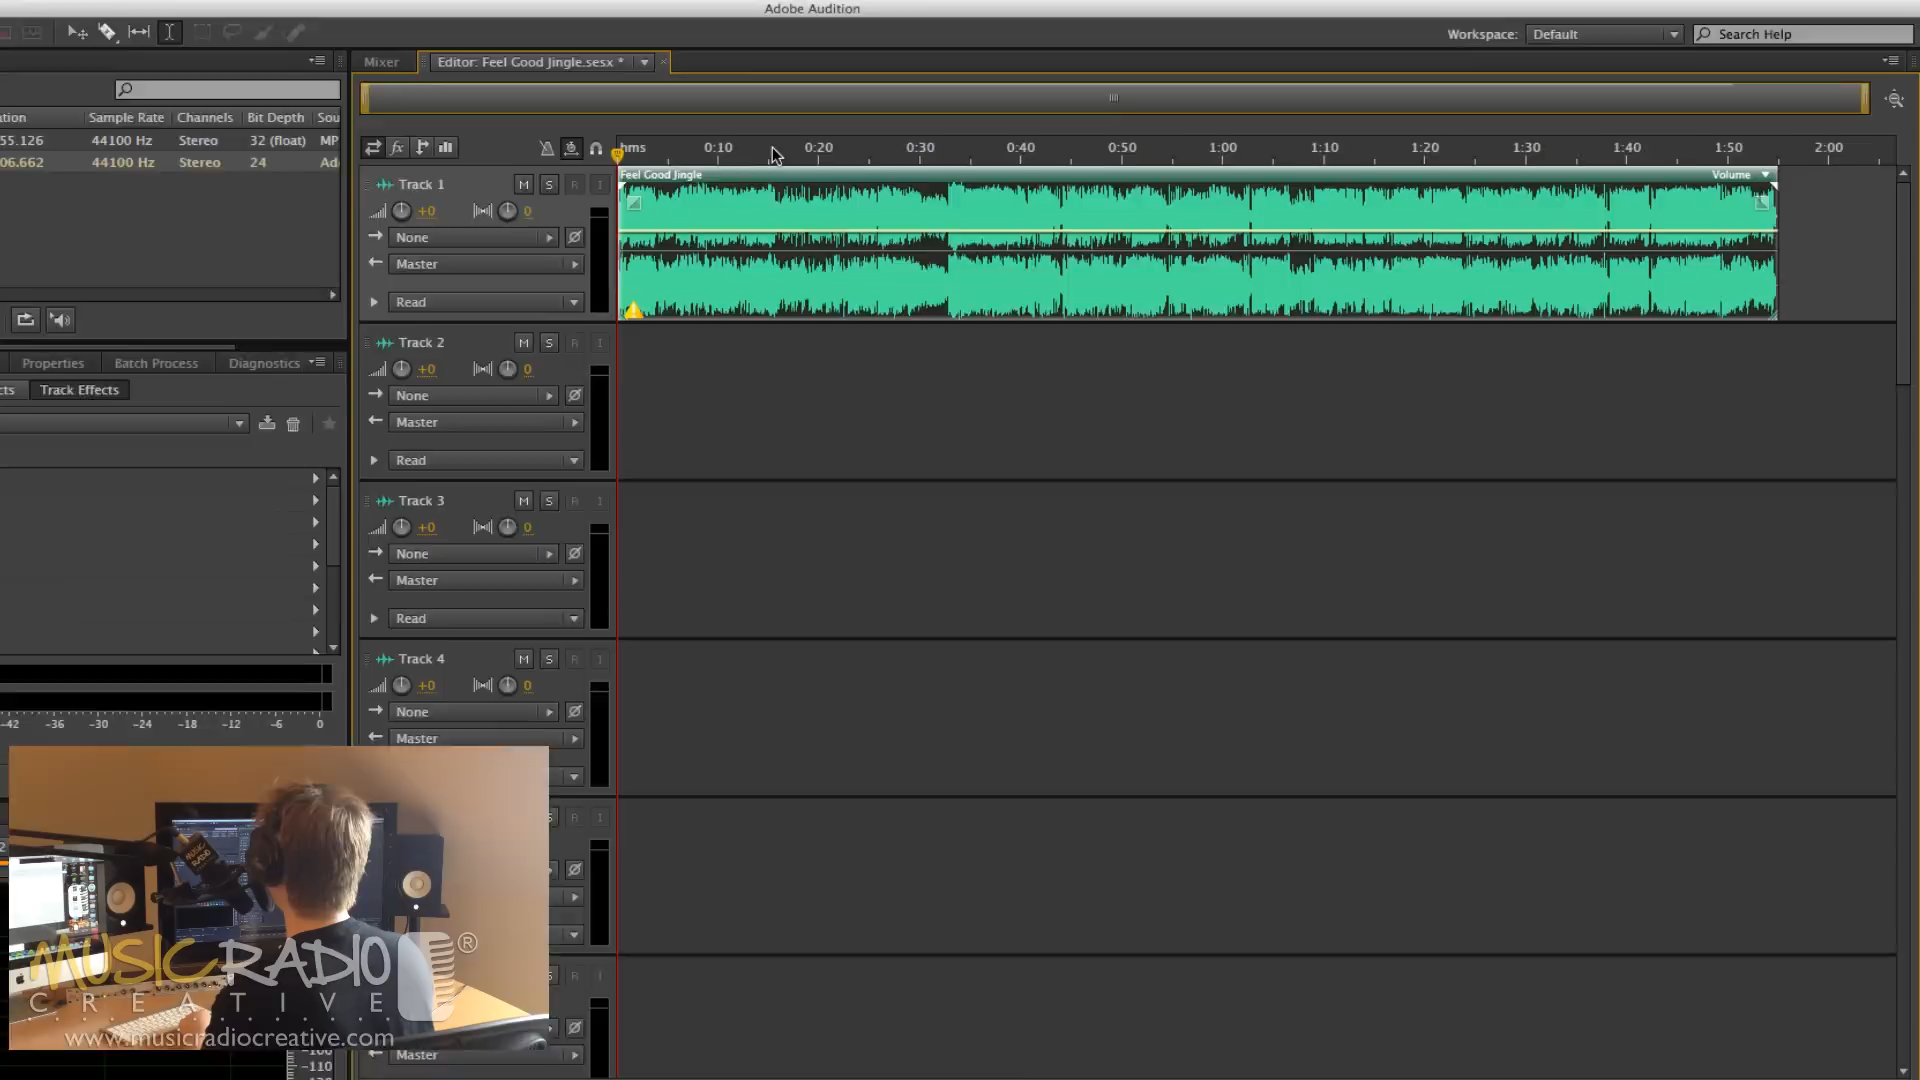 Adobe Audition
Workspace: Default Search Help
Mixer Editor: Feel Good Jingle.sesx *
ation Sample Rate Channels Bit Depth Sou
55.126 44100 Hz Stereo 32 (float) MP
06.662 44100 Hz Stereo 24 Ad
fx hms 0:10 0:20 0:30 0:40 0:50 1:00 1:10 1:20 1:30 1:40 1:50 2:00
Feel Good Jingle Volume
Track 1 M S R I
+0 0
None
Master
Read
Properties Batch Process Diagnostics
cts Track Effects
Track 2 M S R I
+0 0
None
Master
Read
Track 3 M S R I
+0 0
None
Master
Read
Track 4 M S R I
+0 0
None
Master
-42 -36 -30 -24 -18 -12 -6 0
S R I
2
S R I
Master
MUSIC RADIO
MUSIC RADIO ®
CREATIVE
www.musicradiocreative.com
-100
-110